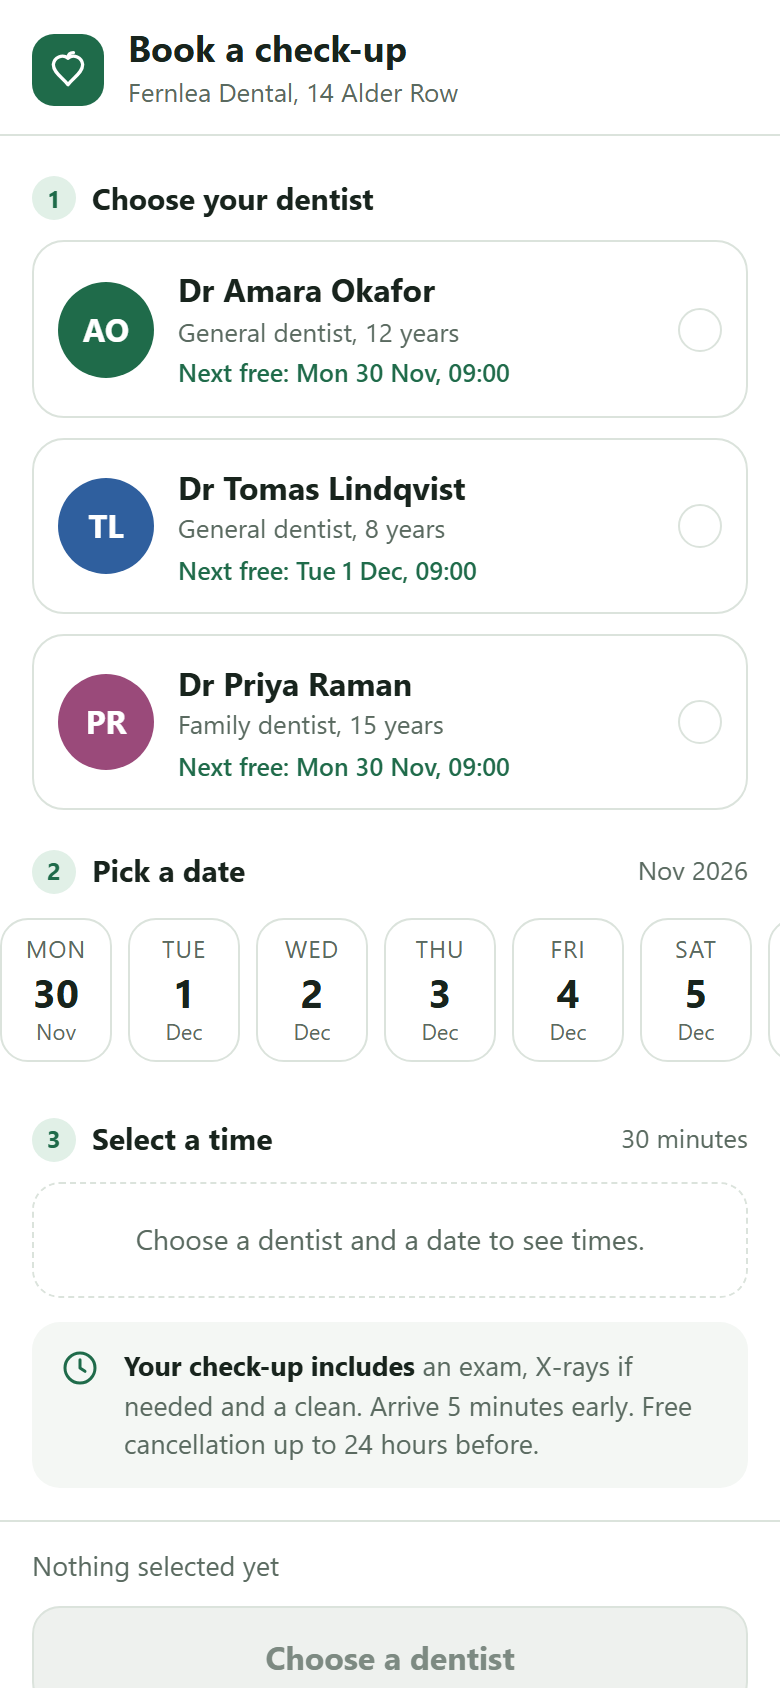 Book a check-up
Fernlea Dental, 14 Alder Row
1 Choose your dentist
AO
Dr Amara Okafor
General dentist, 12 years
Next free: Mon 30 Nov, 09:00
TL
Dr Tomas Lindqvist
General dentist, 8 years
Next free: Tue 1 Dec, 09:00
PR
Dr Priya Raman
Family dentist, 15 years
Next free: Mon 30 Nov, 09:00
2 Pick a date Nov 2026
MON TUE WED THU FRI SAT
30 1 2 3 4 5
Nov Dec Dec Dec Dec Dec
3 Select a time 30 minutes
Choose a dentist and a date to see times.
Your check-up includes an exam, X-rays if
needed and a clean. Arrive 5 minutes early. Free
cancellation up to 24 hours before.
Nothing selected yet
Choose a dentist